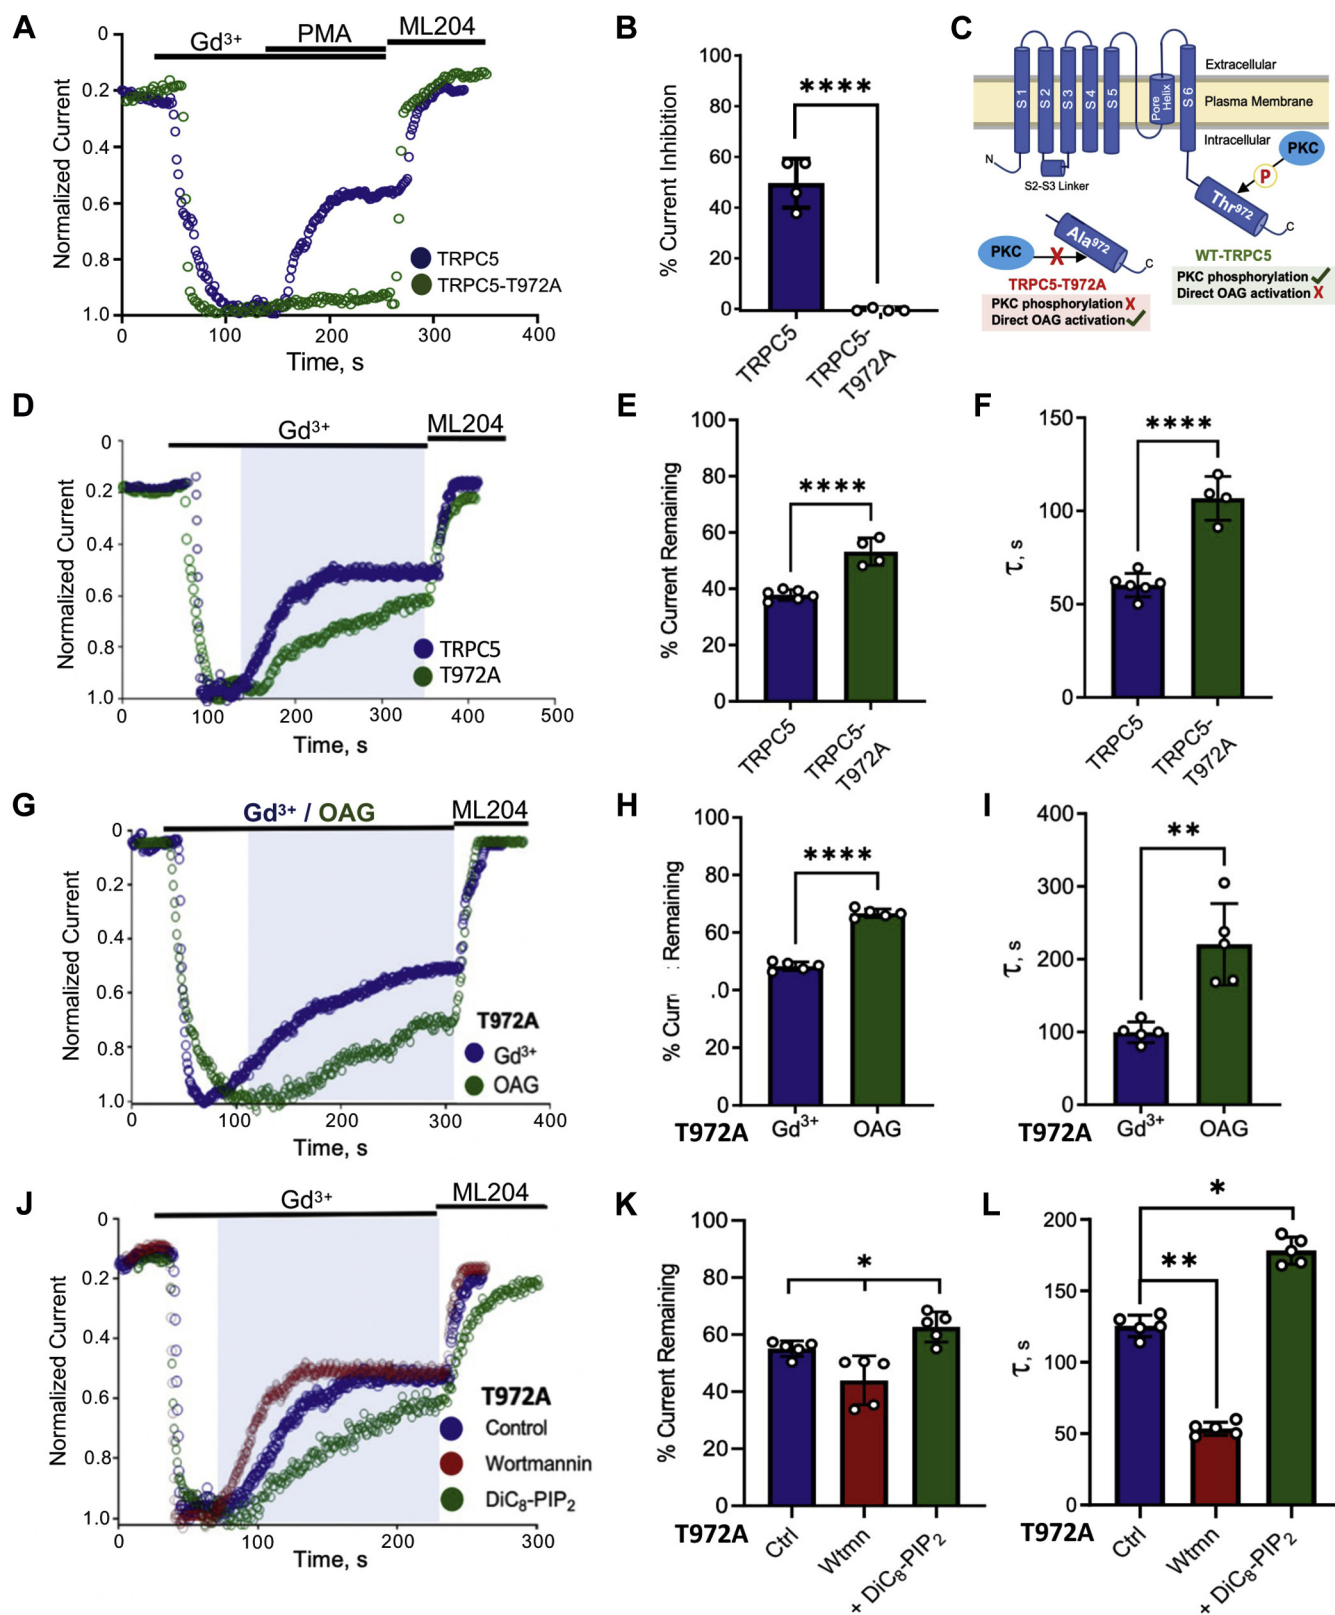 A
Gd³⁺
PMA
ML204
Normalized Current
0
0.2
0.4
0.6
0.8
1.0
0
100
200
300
400
Time, s
TRPC5
TRPC5-T972A
B
% Current Inhibition
100
80
60
40
20
0
****
TRPC5
TRPC5-
T972A
C
S 1
S 2
S 3
S 4
S 5
Pore
Helix
S 6
Extracellular
Plasma Membrane
Intracellular
N
S2-S3 Linker
PKC
P
Thr⁹⁷²
C
PKC
X
Ala⁹⁷²
C
WT-TRPC5
PKC phosphorylation ✓
Direct OAG activation X
TRPC5-T972A
PKC phosphorylation X
Direct OAG activation ✓
D
Gd³⁺
ML204
Normalized Current
0
0.2
0.4
0.6
0.8
1.0
0
100
200
300
400
500
Time, s
TRPC5
T972A
E
% Current Remaining
100
80
60
40
20
0
****
TRPC5
TRPC5-
T972A
F
τ, s
150
100
50
0
****
TRPC5
TRPC5-
T972A
G
Gd³⁺ / OAG
ML204
Normalized Current
0
0.2
0.4
0.6
0.8
1.0
0
100
200
300
400
Time, s
T972A
Gd³⁺
OAG
H
% Curr : Remaining
100
80
60
.0
20
0
****
T972A
Gd³⁺
OAG
I
τ, s
400
300
200
100
0
**
T972A
Gd³⁺
OAG
J
Gd³⁺
ML204
Normalized Current
0
0.2
0.4
0.6
0.8
1.0
0
100
200
300
Time, s
T972A
Control
Wortmannin
DiC₈-PIP₂
K
% Current Remaining
100
80
60
40
20
0
*
T972A
Ctrl
Wtmn
+ DiC₈-PIP₂
L
τ, s
200
150
100
50
0
*
**
T972A
Ctrl
Wtmn
+ DiC₈-PIP₂